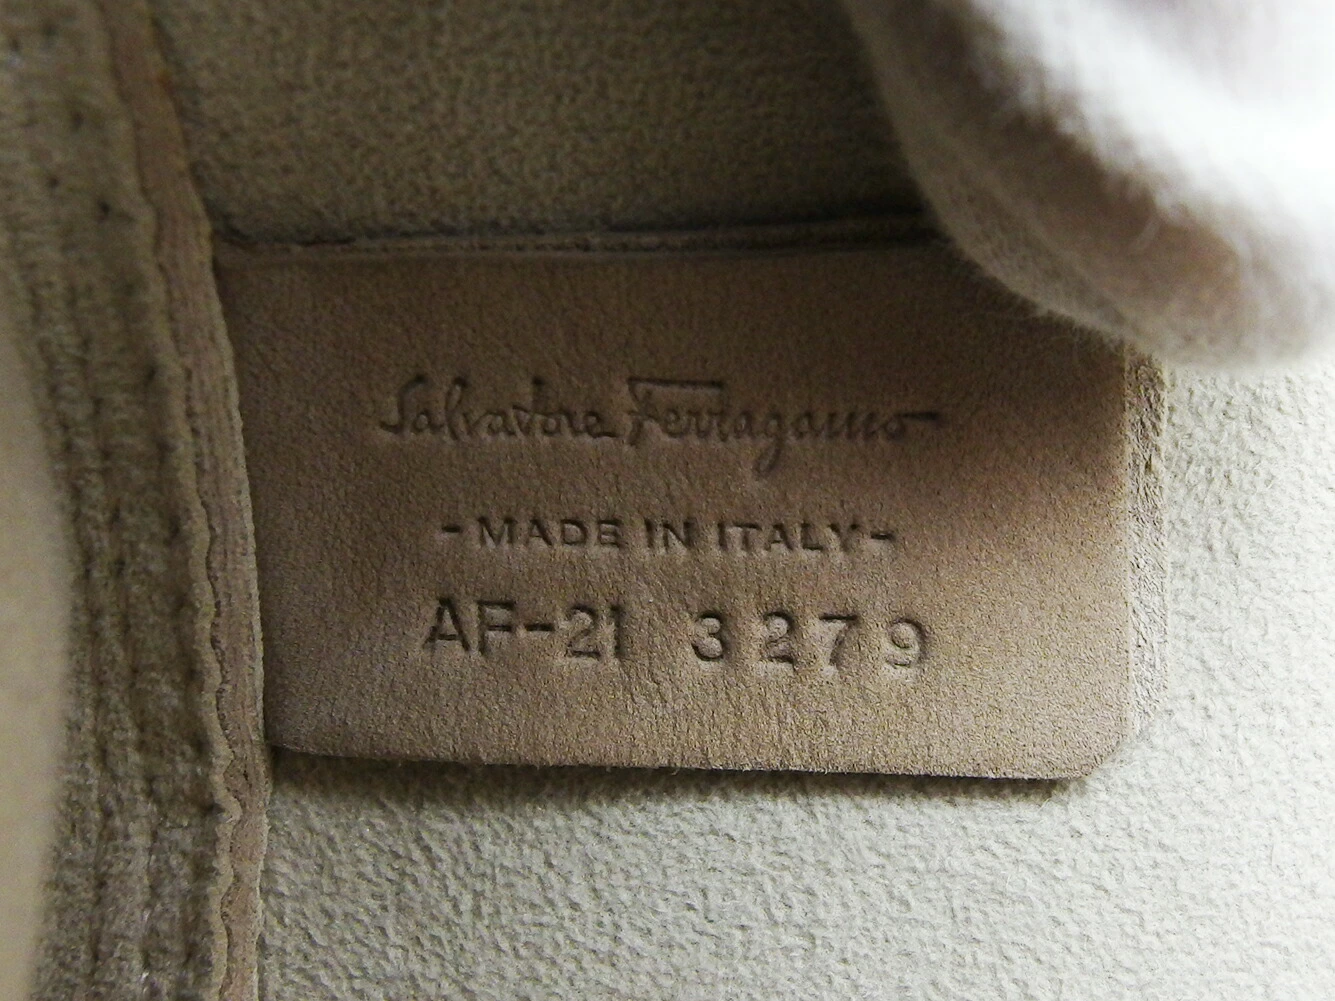 Salvatore Ferragamo
-MADE IN ITALY-
AF-21 3279